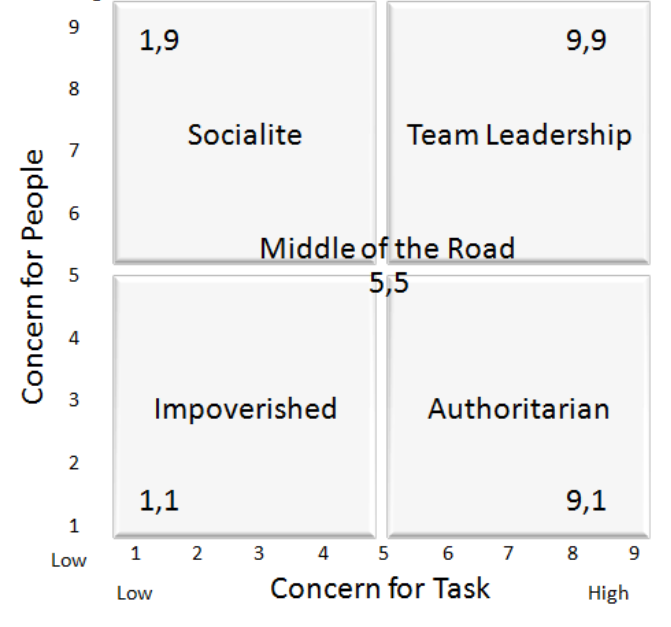 9
1,9
9,9
8
Socialite
Team Leadership
7
Concern for People
6
Middle of the Road
5
5,5
4
3
Impoverished
Authoritarian
2
1,1
9,1
1
Low
1 2 3 4 5 6 7 8 9
Low
Concern for Task
High